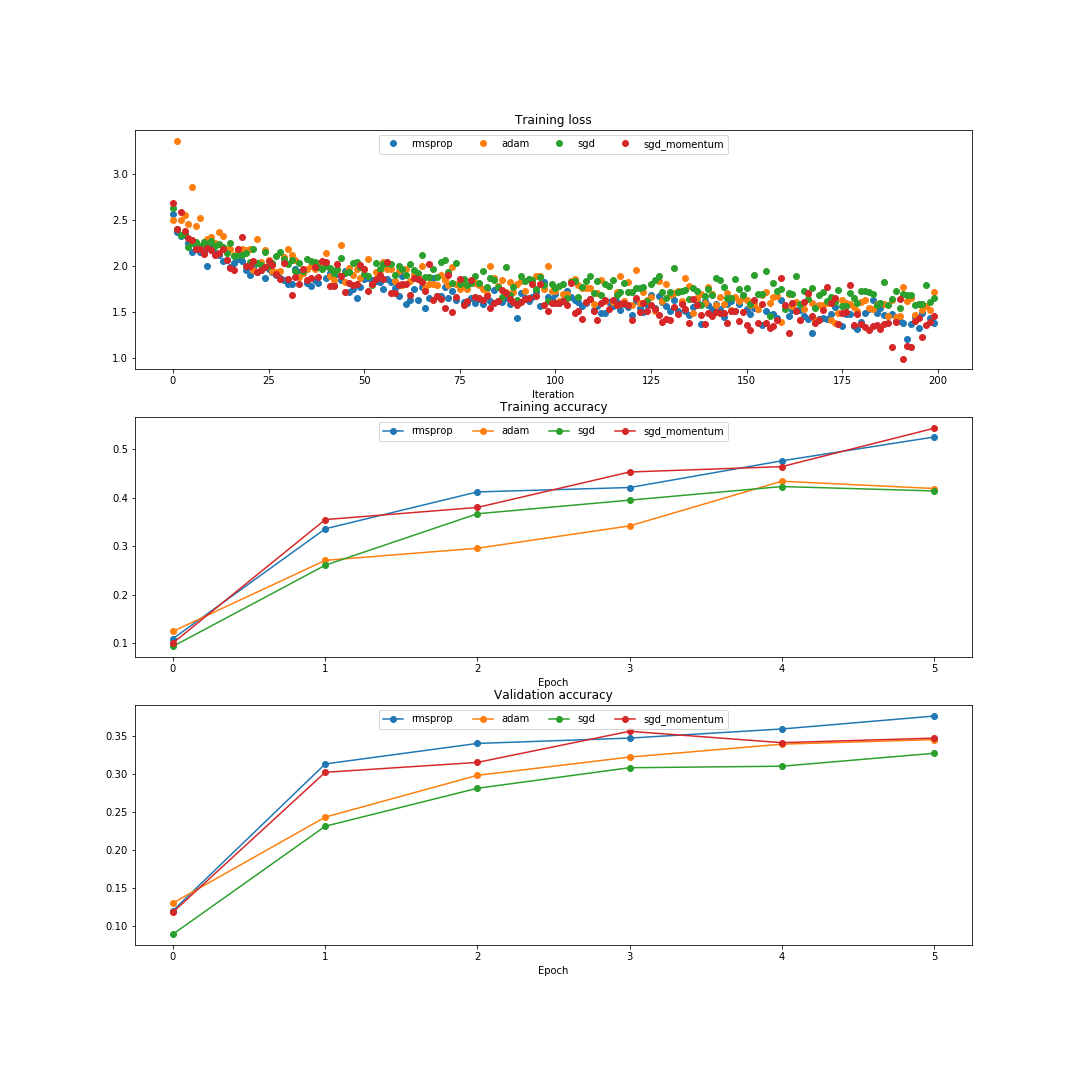 Training loss
rmsprop adam sgd sgd_momentum
3.0
2.5
2.0
1.5
1.0
0 25 50 75 100 125 150 175 200
Iteration
Training accuracy
rmsprop adam sgd sgd_momentum
0.5
0.4
0.3
0.2
0.1
0 1 2 3 4 5
Epoch
Validation accuracy
rmsprop adam sgd sgd_momentum
0.35
0.30
0.25
0.20
0.15
0.10
0 1 2 3 4 5
Epoch